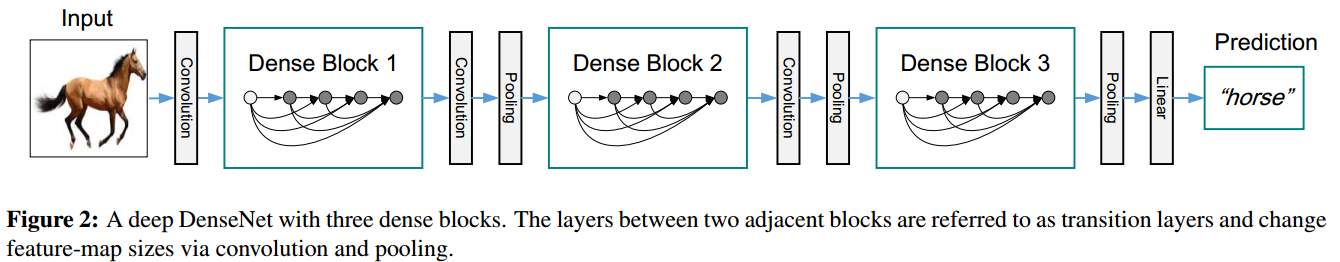 Input
Prediction
Convolution
Dense Block 1
Convolution
Pooling
Dense Block 2
Convolution
Pooling
Dense Block 3
Pooling
Linear
“horse”
Figure 2: A deep DenseNet with three dense blocks. The layers between two adjacent blocks are referred to as transition layers and change
feature-map sizes via convolution and pooling.